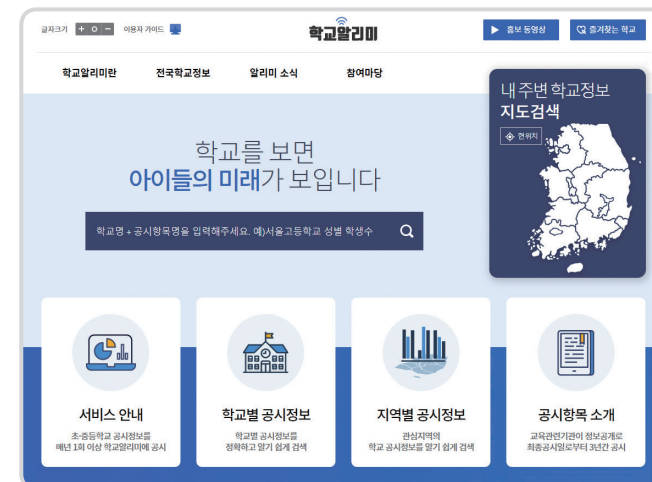 글자크기 + O - 이용자 가이드
학교알리미
홍보 동영상
즐겨찾는 학교
학교알리미란 전국학교정보 알리미 소식 참여마당
내 주변 학교정보
지도검색
현위치
학교를 보면
아이들의 미래가 보입니다
학교명 + 공시항목명을 입력해주세요. 예)서울고등학교 성별 학생수
서비스 안내
초·중등학교 공시정보를
매년 1회 이상 학교알리미에 공시
학교별 공시정보
학교별 공시정보를
정확하고 알기 쉽게 검색
지역별 공시정보
관심지역의
학교 공시정보를 알기 쉽게 검색
공시항목 소개
교육관련기관이 정보공개로
최종공시일로부터 3년간 공시